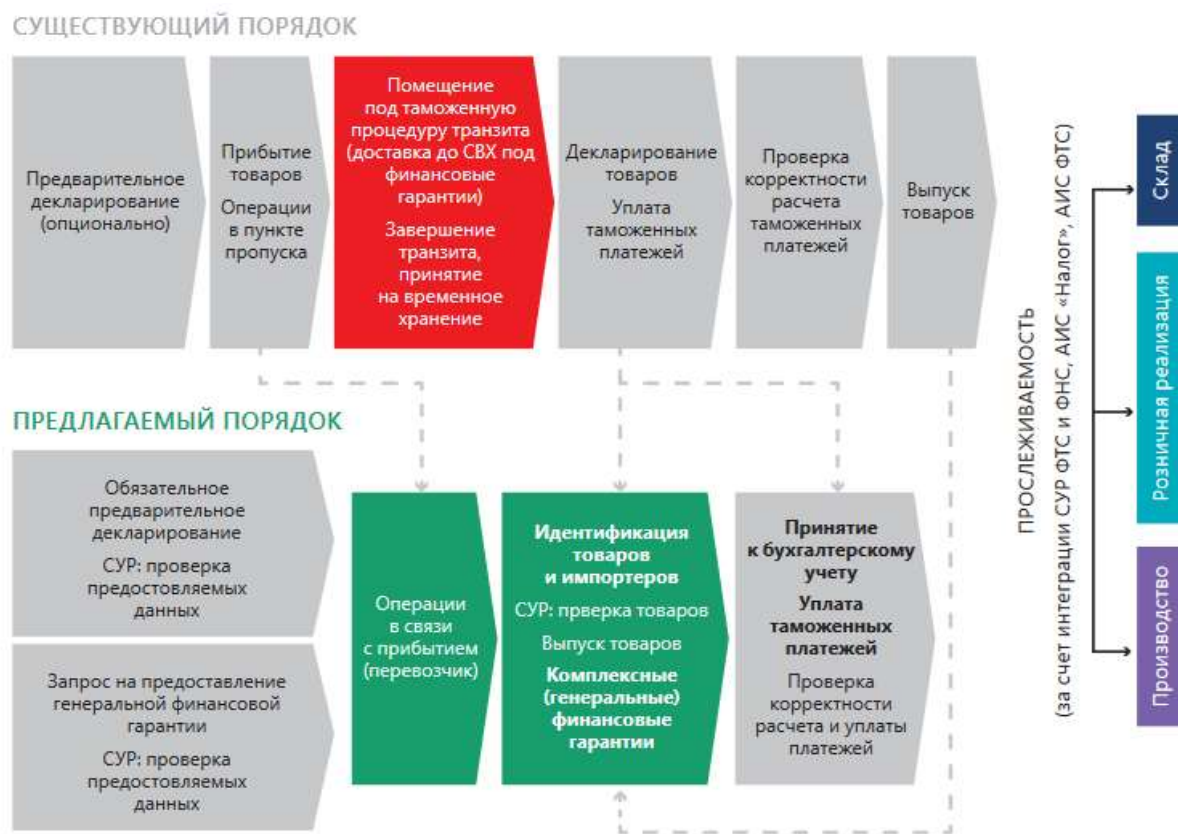 СУЩЕСТВУЮЩИЙ ПОРЯДОК
Предварительное
декларирование
(опционально)
Прибытие
товаров
Операции
в пункте
пропуска
Помещение
под таможенную
процедуру транзита
(доставка до СВХ под
финансовые
гарантии)
Завершение
транзита,
принятие
на временное
хранение
Декларирование
товаров
Уплата
таможенных
платежей
Проверка
корректности
расчета
таможенных
платежей
Выпуск
товаров
ПРЕДЛАГАЕМЫЙ ПОРЯДОК
Обязательное
предварительное
декларирование
СУР: проверка
предостовляемых
данных
Запрос на предоставление
генеральной финансовой
гарантии
СУР: проверка
предостовляемых
данных
Операции
в связи
с прибытием
(перевозчик)
Идентификация
товаров
и импортеров
СУР: прверка товаров
Выпуск товаров
Комплексные
(генеральные)
финансовые
гарантии
Принятие
к бухгалтерскому
учету
Уплата
таможенных
платежей
Проверка
корректности
расчета и уплаты
платежей
ПРОСЛЕЖИВАЕМОСТЬ
(за счет интеграции СУР ФТС и ФНС, АИС «Налог», АИС ФТС)
Склад
Розничная реализация
Производство